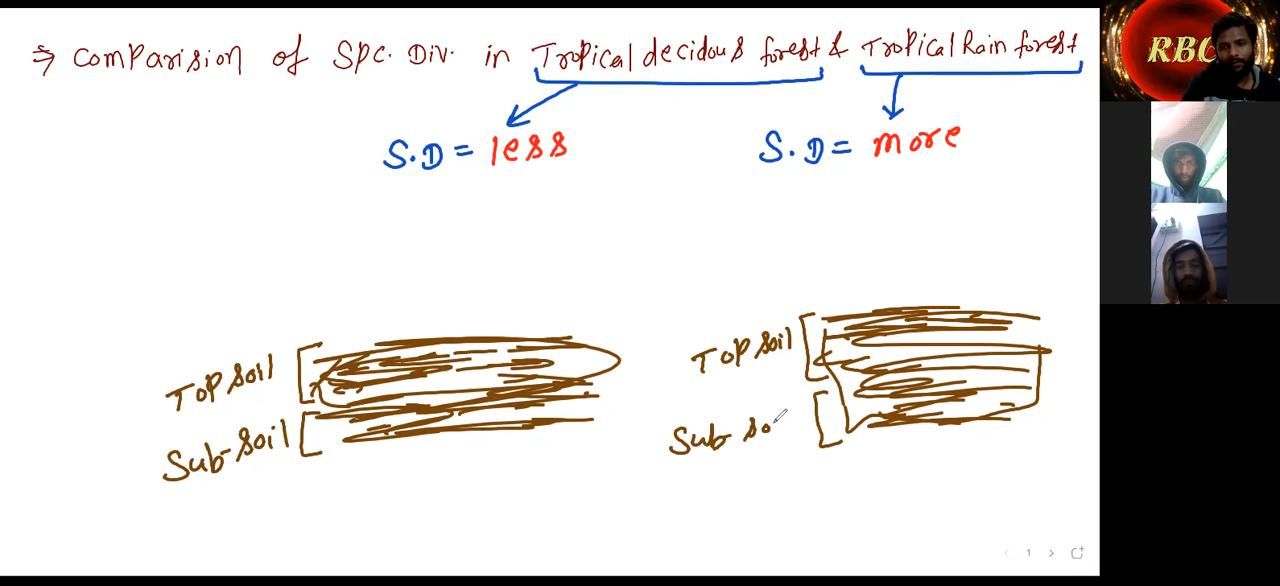 ⇒ Comparision of Spc. Div. in Tropical decidous forest & Tropical Rain forest
S.D = less
S.D = more
Top soil
Sub-soil
Top soil
Sub so
RBC
1